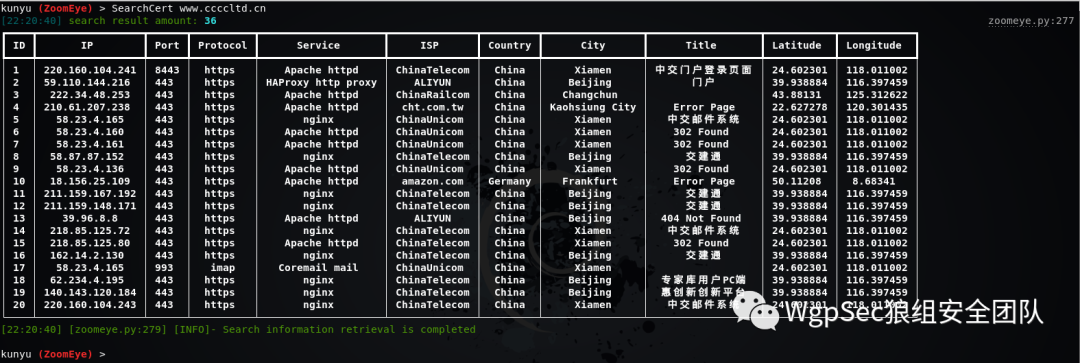 kunyu (ZoomEye) > SearchCert www.ccccltd.cn
[22:20:40] search result amount: 36 zoomeye.py:277
ID IP Port Protocol Service ISP Country City Title Latitude Longitude
1 220.160.104.241 8443 https Apache httpd ChinaTelecom China Xiamen 中交门户登录页面 24.602301 118.011002
2 59.110.144.216 443 https HAProxy http proxy ALIYUN China Beijing 门户 39.938884 116.397459
3 222.34.48.253 443 https Apache httpd ChinaRailcom China Changchun 43.88131 125.312622
4 210.61.207.238 443 https Apache httpd cht.com.tw China Kaohsiung City Error Page 22.627278 120.301435
5 58.23.4.165 443 https nginx ChinaUnicom China Xiamen 中交邮件系统 24.602301 118.011002
6 58.23.4.160 443 https Apache httpd ChinaUnicom China Xiamen 302 Found 24.602301 118.011002
7 58.23.4.161 443 https Apache httpd ChinaUnicom China Xiamen 302 Found 24.602301 118.011002
8 58.87.87.152 443 https nginx ChinaTelecom China Beijing 交建通 39.938884 116.397459
9 58.23.4.136 443 https Apache httpd ChinaUnicom China Xiamen 302 Found 24.602301 118.011002
10 18.156.25.109 443 https Apache httpd amazon.com Germany Frankfurt Error Page 50.11208 8.68341
11 211.159.167.192 443 https nginx ChinaTelecom China Beijing 交建通 39.938884 116.397459
12 211.159.148.171 443 https nginx ChinaTelecom China Beijing 交建通 39.938884 116.397459
13 39.96.8.8 443 https Apache httpd ALIYUN China Beijing 404 Not Found 39.938884 116.397459
14 218.85.125.72 443 https nginx ChinaTelecom China Xiamen 中交邮件系统 24.602301 118.011002
15 218.85.125.80 443 https Apache httpd ChinaTelecom China Xiamen 302 Found 24.602301 118.011002
16 162.14.2.130 443 https nginx ChinaTelecom China Beijing 交建通 39.938884 116.397459
17 58.23.4.165 993 imap Coremail mail ChinaUnicom China Xiamen 24.602301 118.011002
18 62.234.4.195 443 https nginx ChinaTelecom China Beijing 专家库用户PC端 39.938884 116.397459
19 140.143.120.184 443 https nginx ChinaTelecom China Beijing 惠创新创新平台 39.938884 116.397459
20 220.160.104.243 443 https nginx ChinaTelecom China Xiamen 中交邮件系统 24.602301 118.011002
WgpSec狼组安全团队
[22:20:40] [zoomeye.py:279] [INFO]- Search information retrieval is completed
kunyu (ZoomEye) >